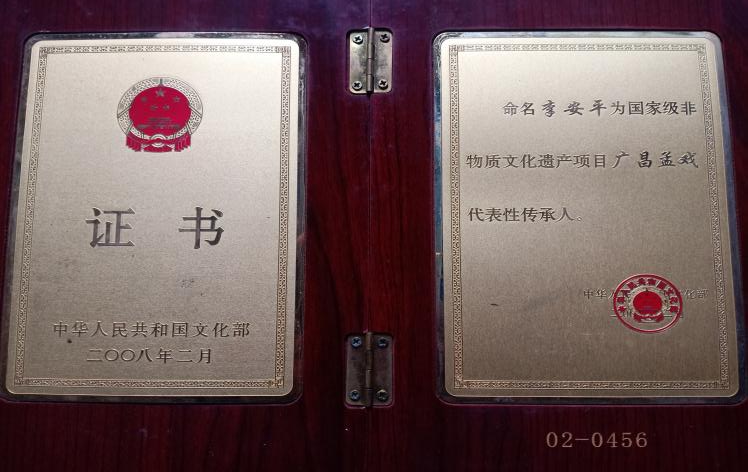 证 书
中华人民共和国文化部
二〇〇八年二月
命名李安平为国家级非
物质文化遗产项目广昌孟戏
代表性传承人。
02-0456